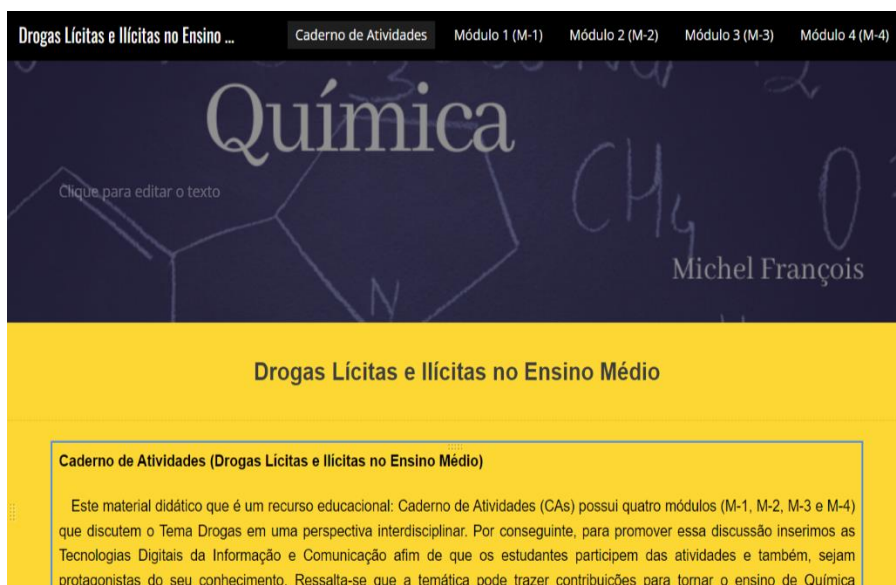 Drogas Lícitas e Ilícitas no Ensino ...
Caderno de Atividades Módulo 1 (M-1) Módulo 2 (M-2) Módulo 3 (M-3) Módulo 4 (M-4)
Química
Clique para editar o texto
CH4 O
N
Michel François
Drogas Lícitas e Ilícitas no Ensino Médio
Caderno de Atividades (Drogas Lícitas e Ilícitas no Ensino Médio)
Este material didático que é um recurso educacional: Caderno de Atividades (CAs) possui quatro módulos (M-1, M-2, M-3 e M-4)
que discutem o Tema Drogas em uma perspectiva interdisciplinar. Por conseguinte, para promover essa discussão inserimos as
Tecnologias Digitais da Informação e Comunicação afim de que os estudantes participem das atividades e também, sejam
protagonistas do seu conhecimento. Ressalta-se que a temática pode trazer contribuições para tornar o ensino de Química